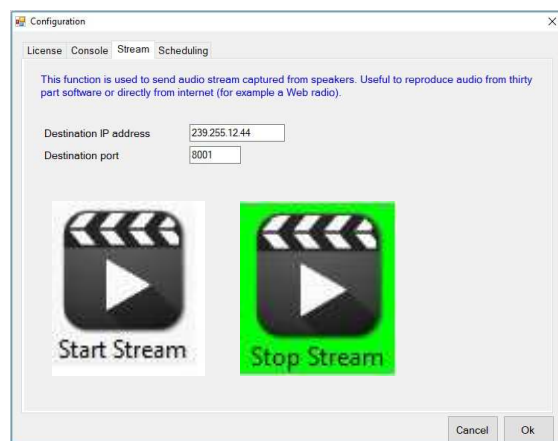 Configuration
License Console Stream Scheduling
This function is used to send audio stream captured from speakers. Useful to reproduce audio from thirty
part software or directly from internet (for example a Web radio).
Destination IP address 239.255.12.44
Destination port 8001
Start Stream Stop Stream
Cancel Ok